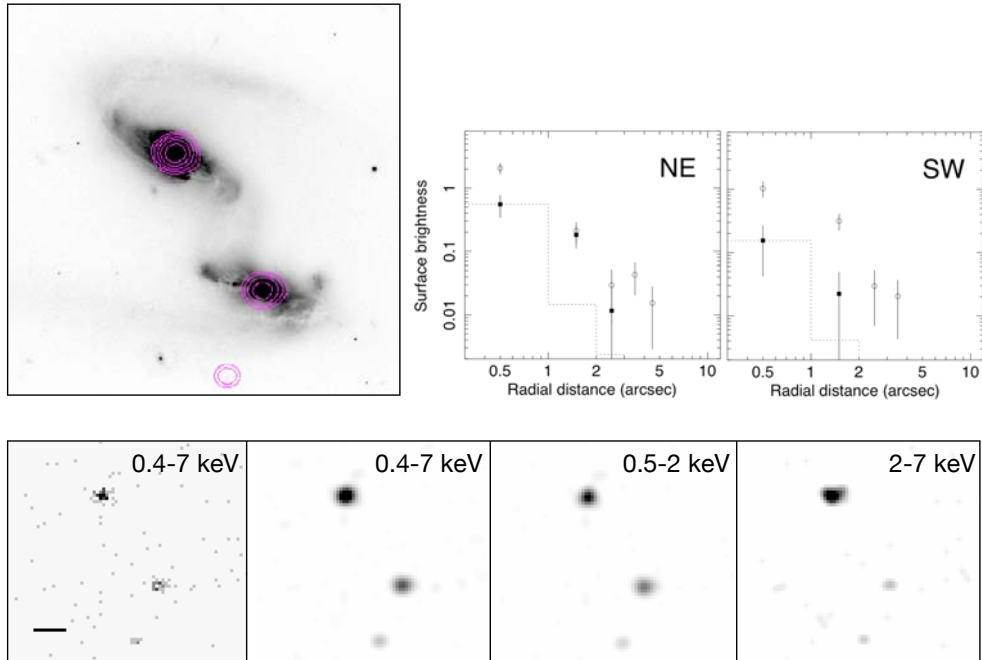 NE
SW
Surface brightness
1
0.1
0.01
0.5
1
2
5
10
Radial distance (arcsec)
0.5
1
2
5
10
Radial distance (arcsec)
0.4-7 keV
0.4-7 keV
0.5-2 keV
2-7 keV